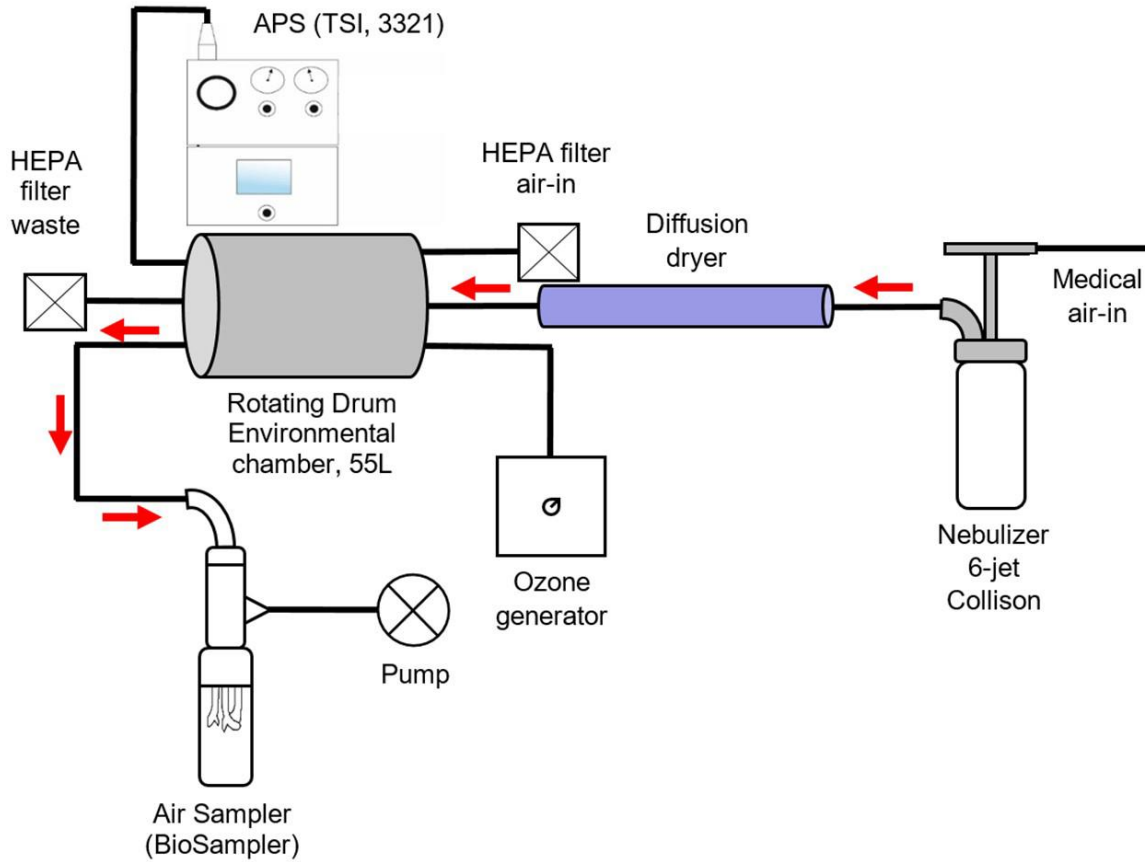 APS (TSI, 3321)
HEPA
filter
waste
HEPA filter
air-in
Diffusion
dryer
Medical
air-in
Rotating Drum
Environmental
chamber, 55L
Nebulizer
6-jet
Collison
Ozone
generator
Pump
Air Sampler
(BioSampler)